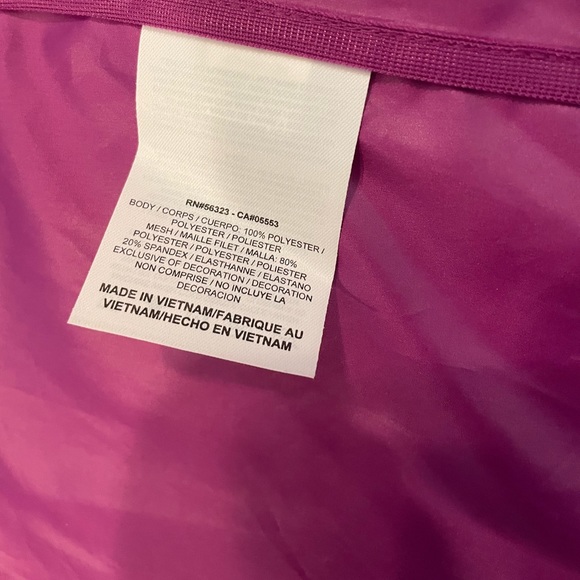 RN#56323 - CA#05553
BODY / CORPS / CUERPO: 100% POLYESTER /
POLYESTER / POLIESTER
MESH / MAILLE FILET / MALLA: 80%
POLYESTER / POLYESTER / POLIESTER
20% SPANDEX / ELASTHANNE / ELASTANO
EXCLUSIVE OF DECORATION / DECORATION
NON COMPRISE / NO INCLUYE LA
DECORACION
MADE IN VIETNAM/FABRIQUE AU
VIETNAM/HECHO EN VIETNAM